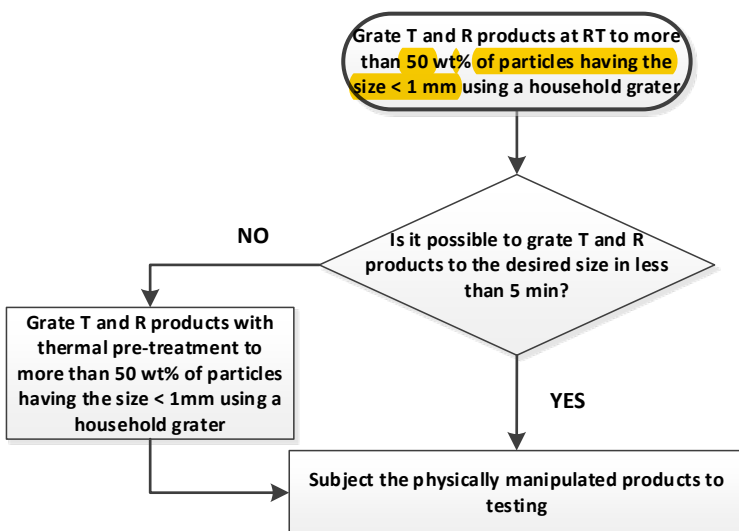 Grate T and R products at RT to more
than 50 wt% of particles having the
size < 1 mm using a household grater
Is it possible to grate T and R
products to the desired size in less
than 5 min?
NO
Grate T and R products with
thermal pre-treatment to
more than 50 wt% of particles
having the size < 1mm using a
household grater
YES
Subject the physically manipulated products to
testing